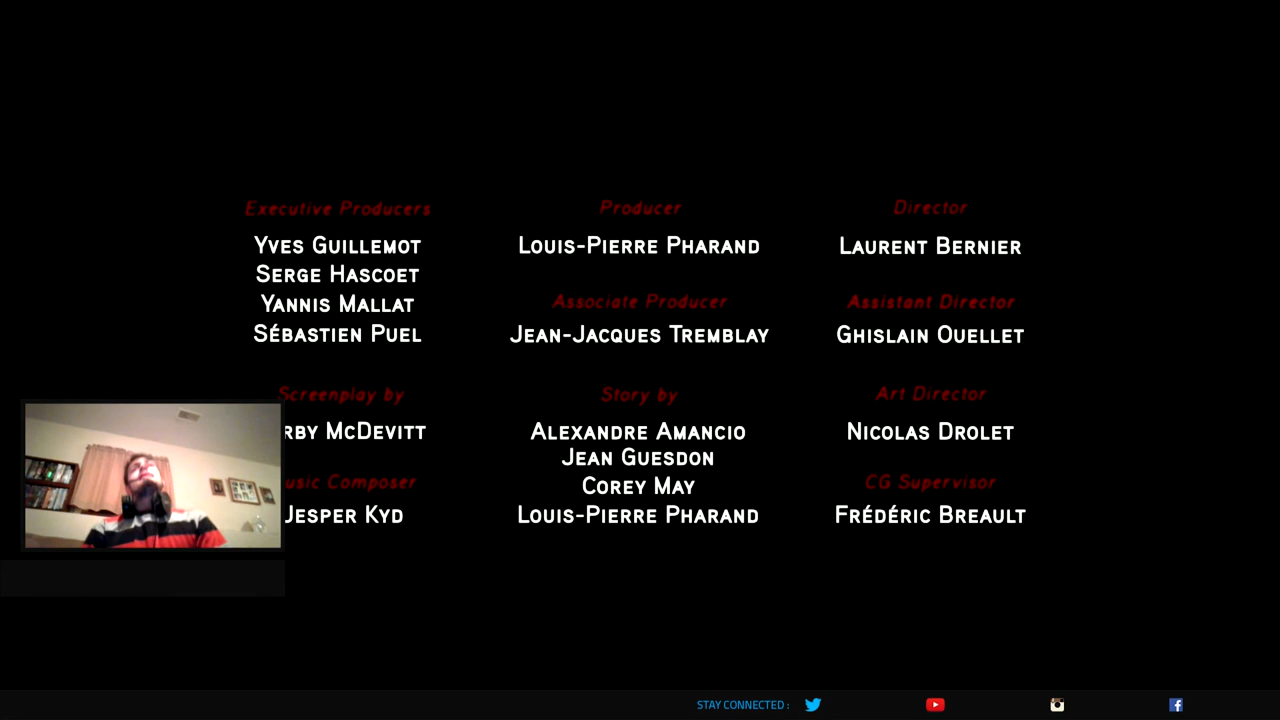 Executive Producers
Yves Guillemot
Serge Hascoet
Yannis Mallat
Sébastien Puel
Producer
Louis-Pierre Pharand
Associate Producer
Jean-Jacques Tremblay
Director
Laurent Bernier
Assistant Director
Ghislain Ouellet
Screenplay by
McDevitt
Composer
Jesper Kyd
Story by
Alexandre Amancio
Jean Guesdon
Corey May
Louis-Pierre Pharand
Art Director
Nicolas Drolet
CG Supervisor
Frédéric Breault
STAY CONNECTED :